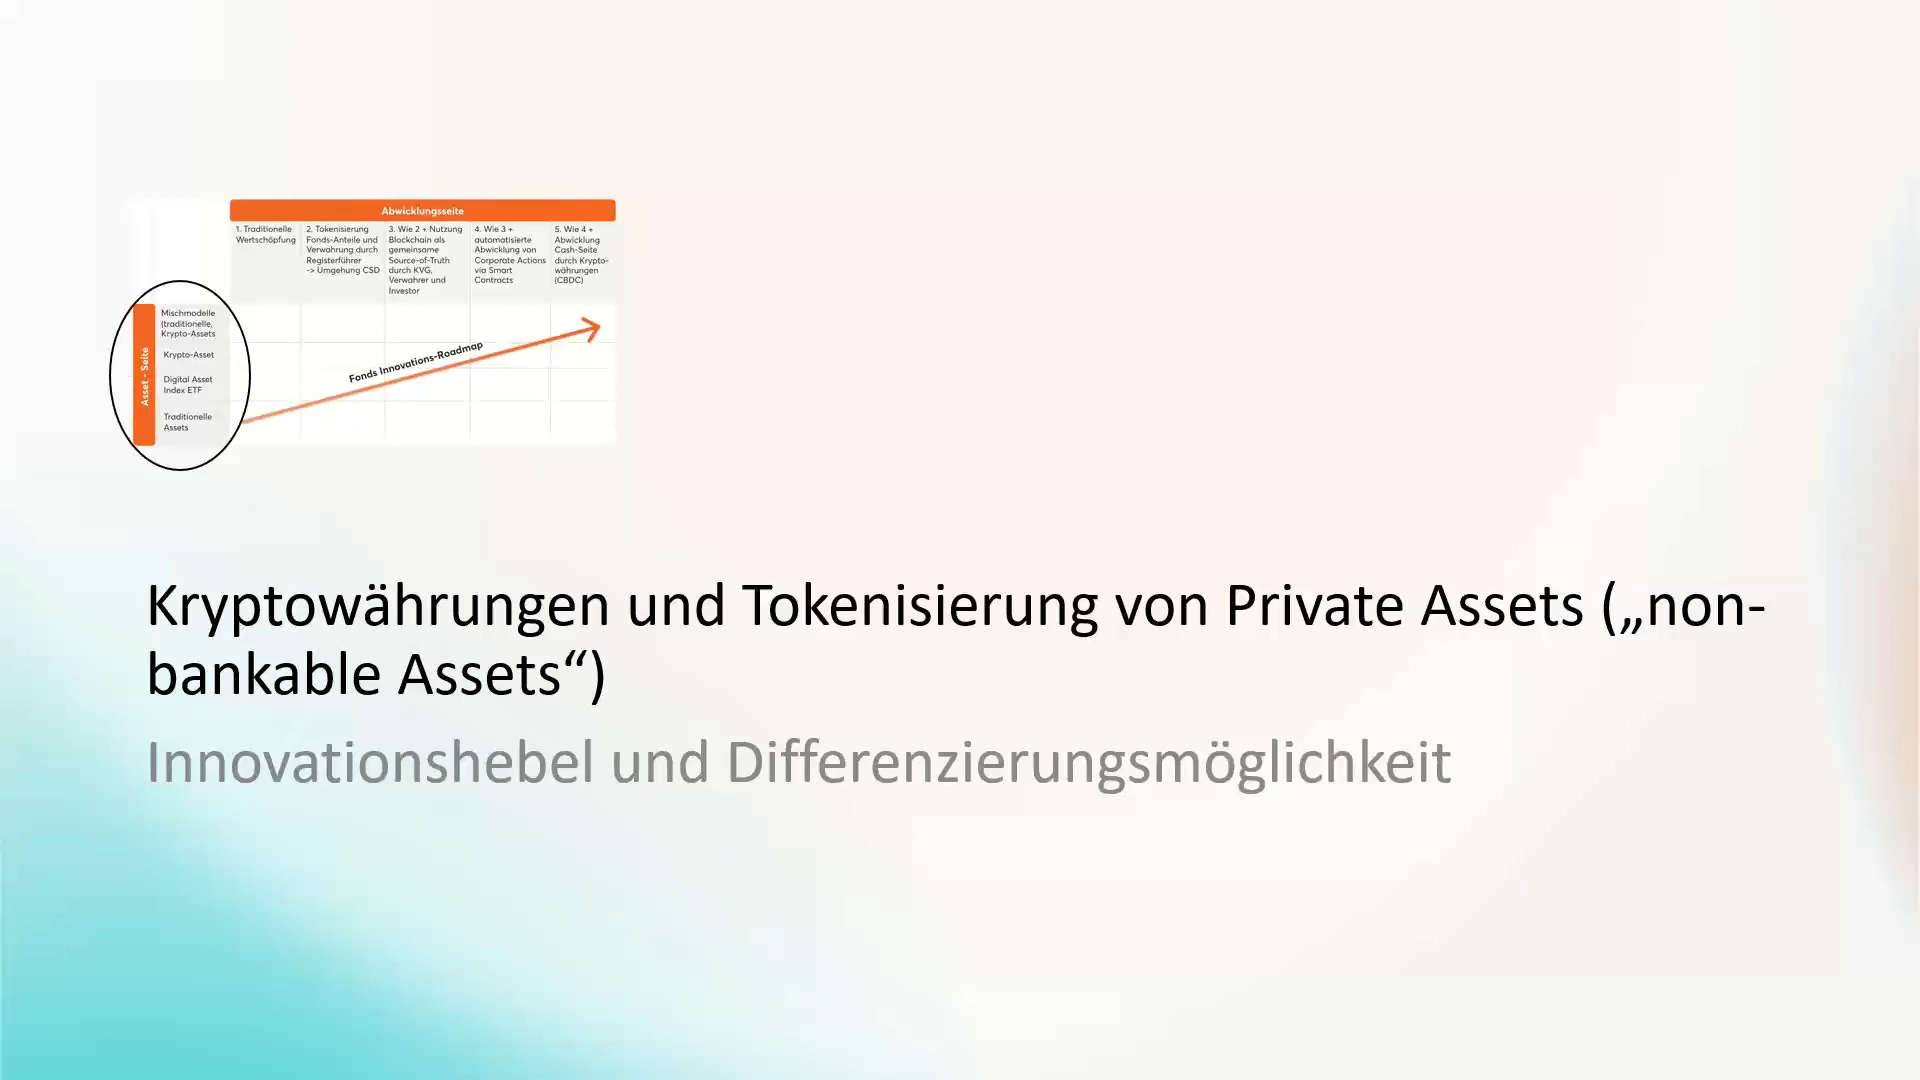 Abwicklungsseite
1. Traditionelle
Wertschöpfung
2. Tokenisierung
Fonds-Anteile und
Verwahrung durch
Registerführer
-> Umgehung CSD
3. Wie 2 + Nutzung
Blockchain als
gemeinsame
Source-of-Truth
durch KVG,
Verwahrer und
Investor
4. Wie 3 +
automatisierte
Abwicklung von
Corporate Actions
via Smart
Contracts
5. Wie 4 +
Abwicklung
Cash-Seite
durch Krypto-
währungen
(CBDC)
Asset - Seite
Mischmodelle
(traditionelle,
Krypto-Assets
Krypto-Asset
Digital Asset
Index ETF
Traditionelle
Assets
Fonds Innovations-Roadmap
Kryptowährungen und Tokenisierung von Private Assets („non-
bankable Assets“)
Innovationshebel und Differenzierungsmöglichkeit